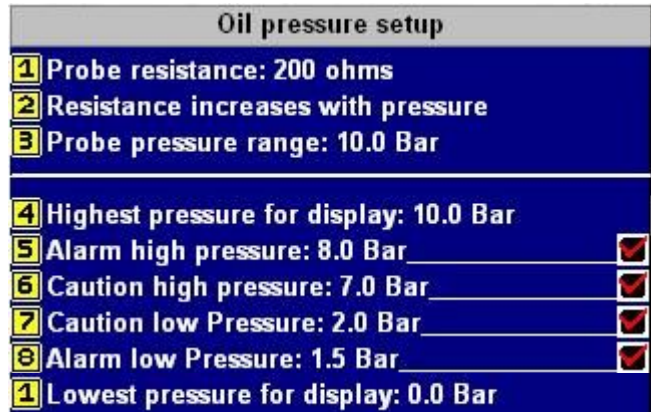 Oil pressure setup
1 Probe resistance: 200 ohms
2 Resistance increases with pressure
3 Probe pressure range: 10.0 Bar
4 Highest pressure for display: 10.0 Bar
5 Alarm high pressure: 8.0 Bar
6 Caution high pressure: 7.0 Bar
7 Caution low Pressure: 2.0 Bar
8 Alarm low Pressure: 1.5 Bar
1 Lowest pressure for display: 0.0 Bar